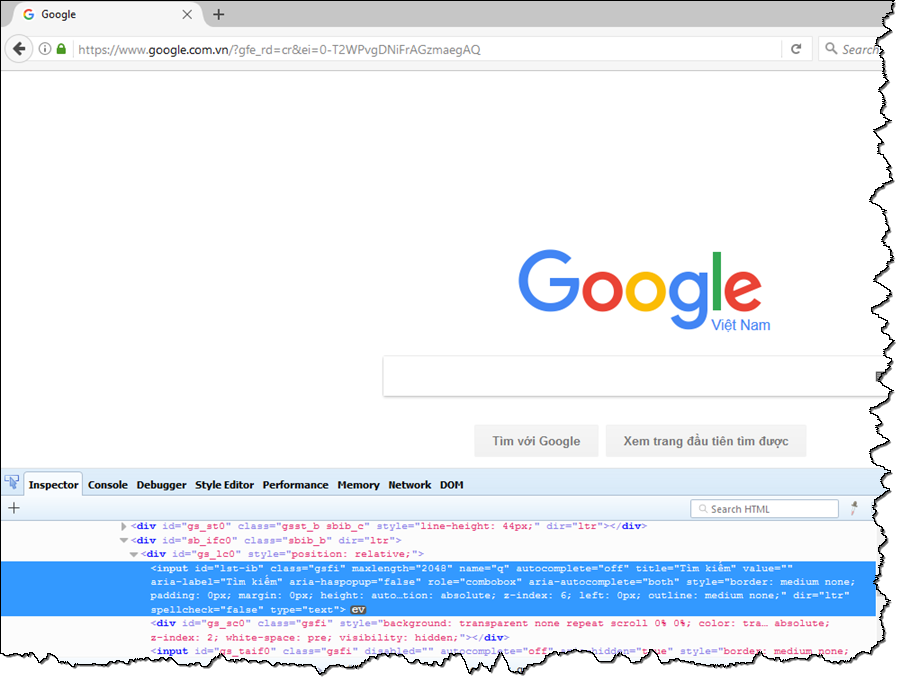 Google
https://www.google.com.vn/?gfe_rd=cr&ei=0-T2WPvgDNiFrAGzmaegAQ
Search
Google
Việt Nam
Tìm với Google
Xem trang đầu tiên tìm được
Inspector Console Debugger Style Editor Performance Memory Network DOM
Search HTML
<div id="gs_st0" class="gsst_b sbib_c" style="line-height: 44px;" dir="ltr"></div>
<div id="sb_ifc0" class="sbib_b" dir="ltr">
<div id="gs_lc0" style="position: relative;">
<input id="lst-ib" class="gsfi" maxlength="2048" name="q" autocomplete="off" title="Tìm kiếm" value=""
aria-label="Tìm kiếm" aria-haspopup="false" role="combobox" aria-autocomplete="both" style="border: medium none;
padding: 0px; margin: 0px; height: auto…tion: absolute; z-index: 6; left: 0px; outline: medium none;" dir="ltr"
spellcheck="false" type="text"> ev
<div id="gs_sc0" class="gsfi" style="background: transparent none repeat scroll 0% 0%; color: tra… absolute;
z-index: 2; white-space: pre; visibility: hidden;"></div>
<input id="gs_taif0" class="gsfi" disabled="" autocomplete="off" style="border: medium none;